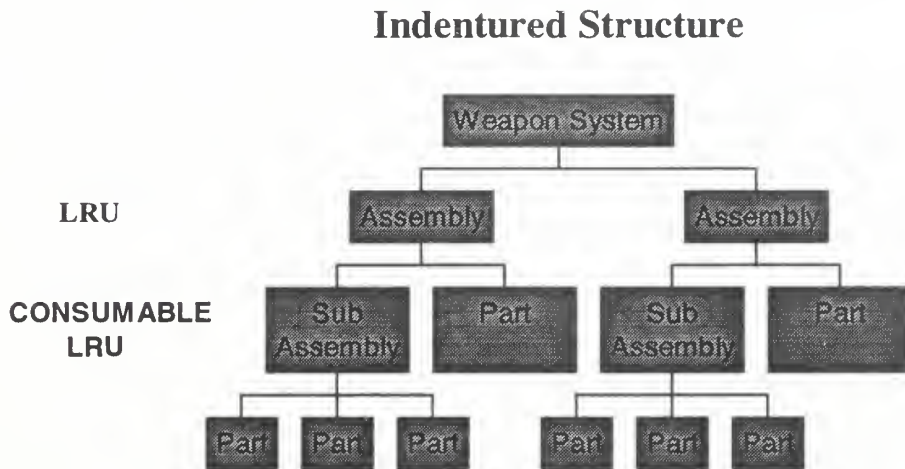 Indentured Structure
Weapon System
LRU
Assembly
Assembly
CONSUMABLE
LRU
Sub
Assembly
Part
Sub
Assembly
Part
Part
Part
Part
Part
Part
Part